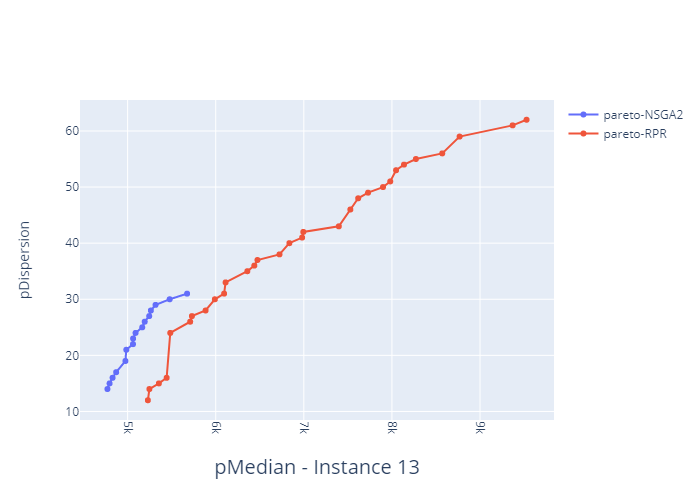 pareto-NSGA2
pareto-RPR
60
50
40
30
20
10
pDispersion
5k
6k
7k
8k
9k
pMedian - Instance 13